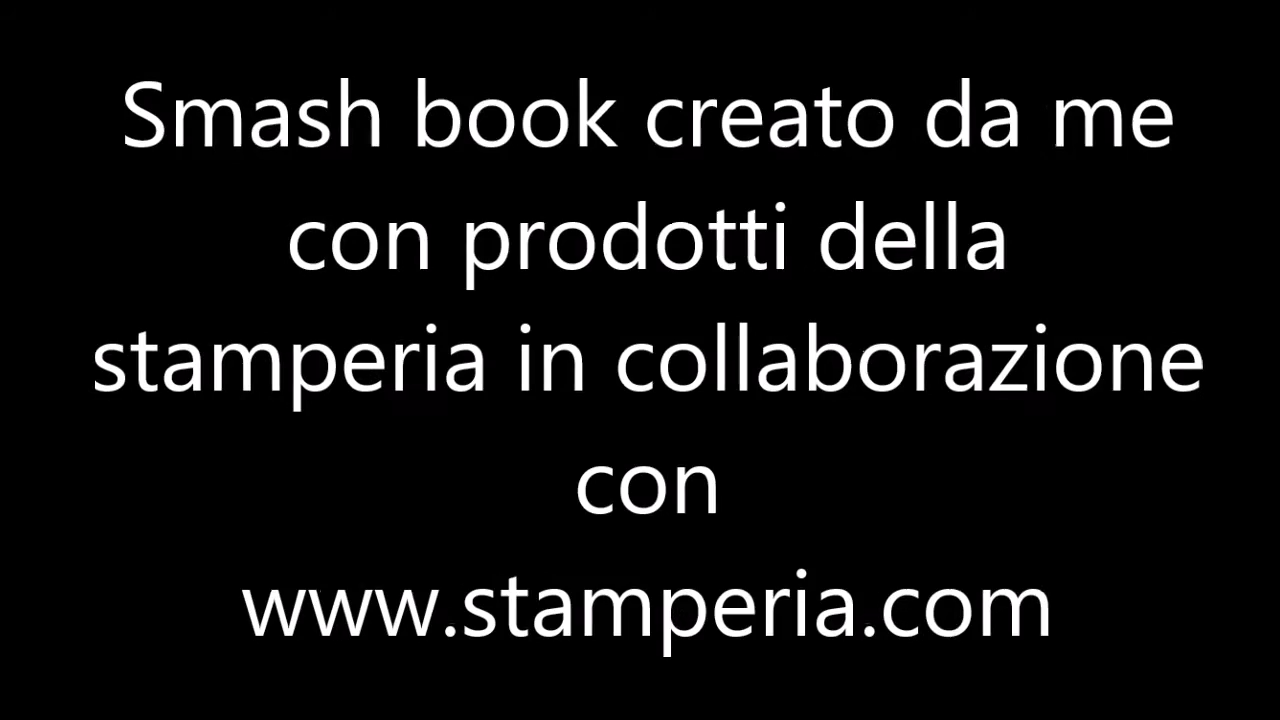 Smash book creato da me
con prodotti della
stamperia in collaborazione
con
www.stamperia.com